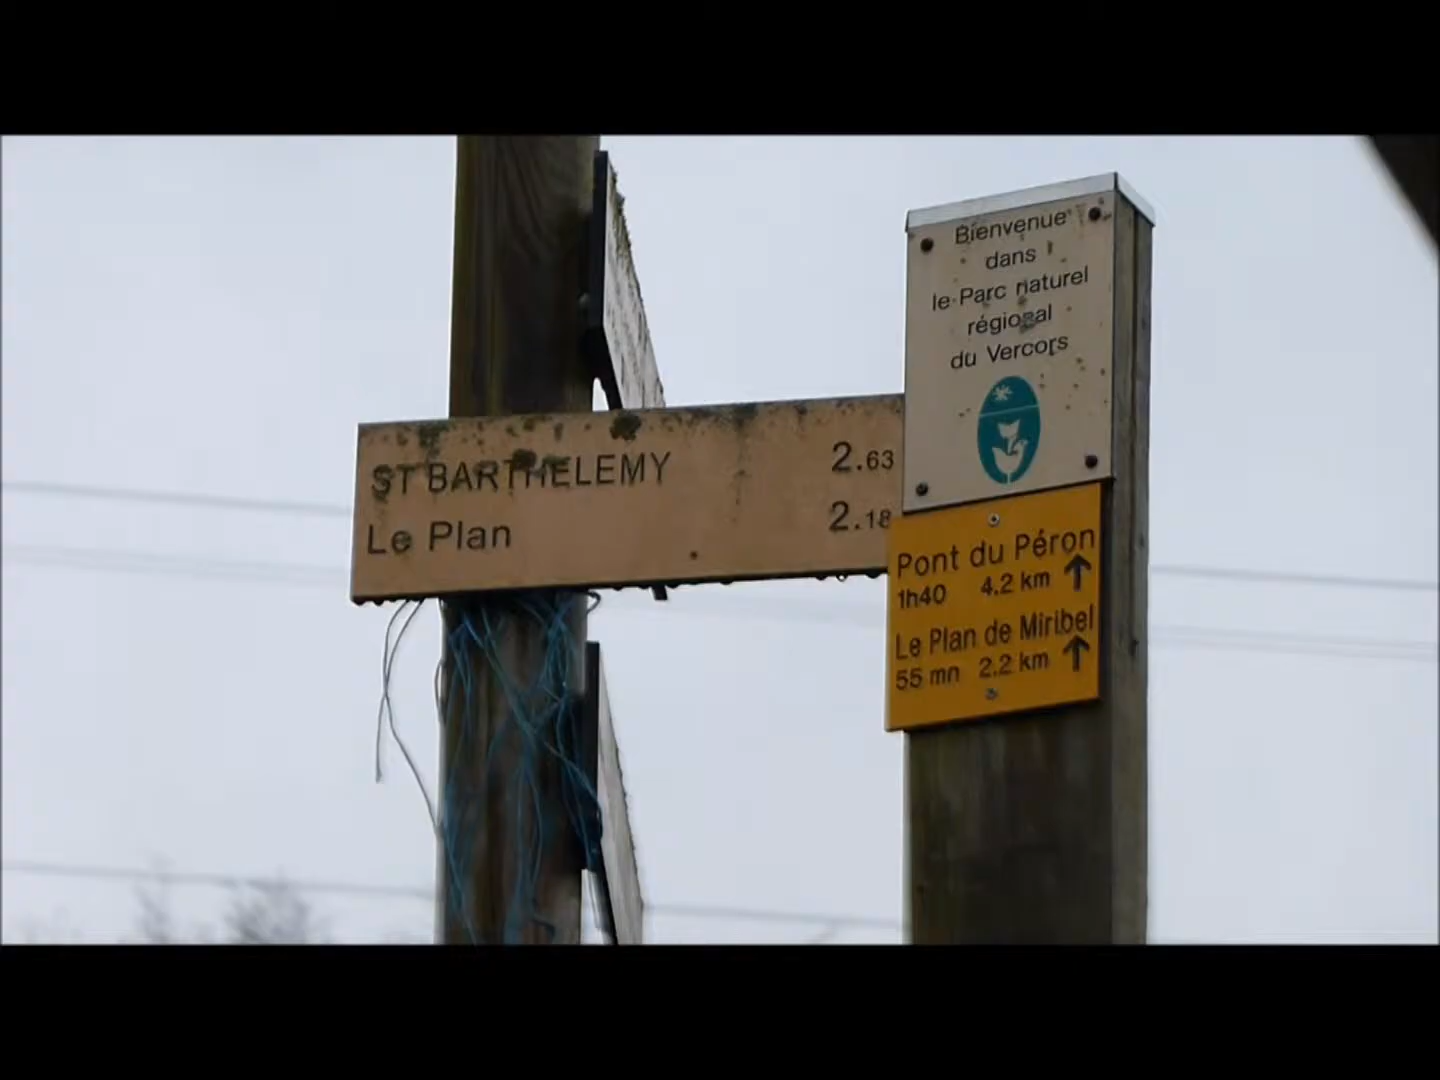 ST BARTHELEMY 2.63
Le Plan 2.18
Bienvenue
dans
le Parc naturel
régional
du Vercors
Pont du Péron
1h40 4.2 km ↑
Le Plan de Miribel
55 mn 2.2 km ↑